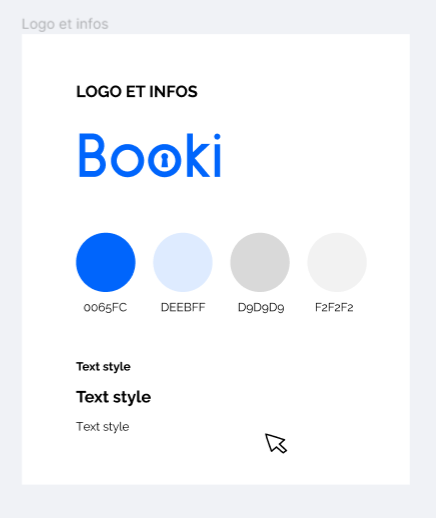 Logo et infos
LOGO ET INFOS
Booki
0065FC DEEBFF D9D9D9 F2F2F2
Text style
Text style
Text style